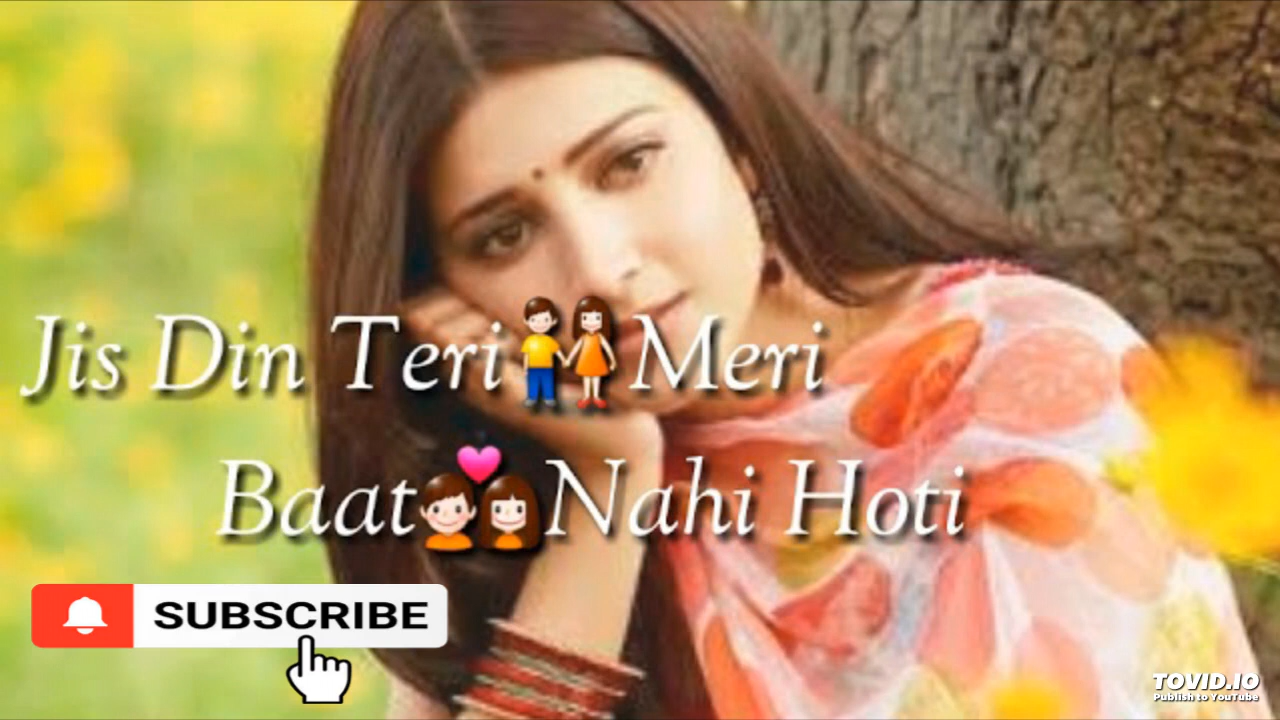 Jis Din Teri Meri
Baat Nahi Hoti
SUBSCRIBE
TOVID.IO
Publish to YouTube